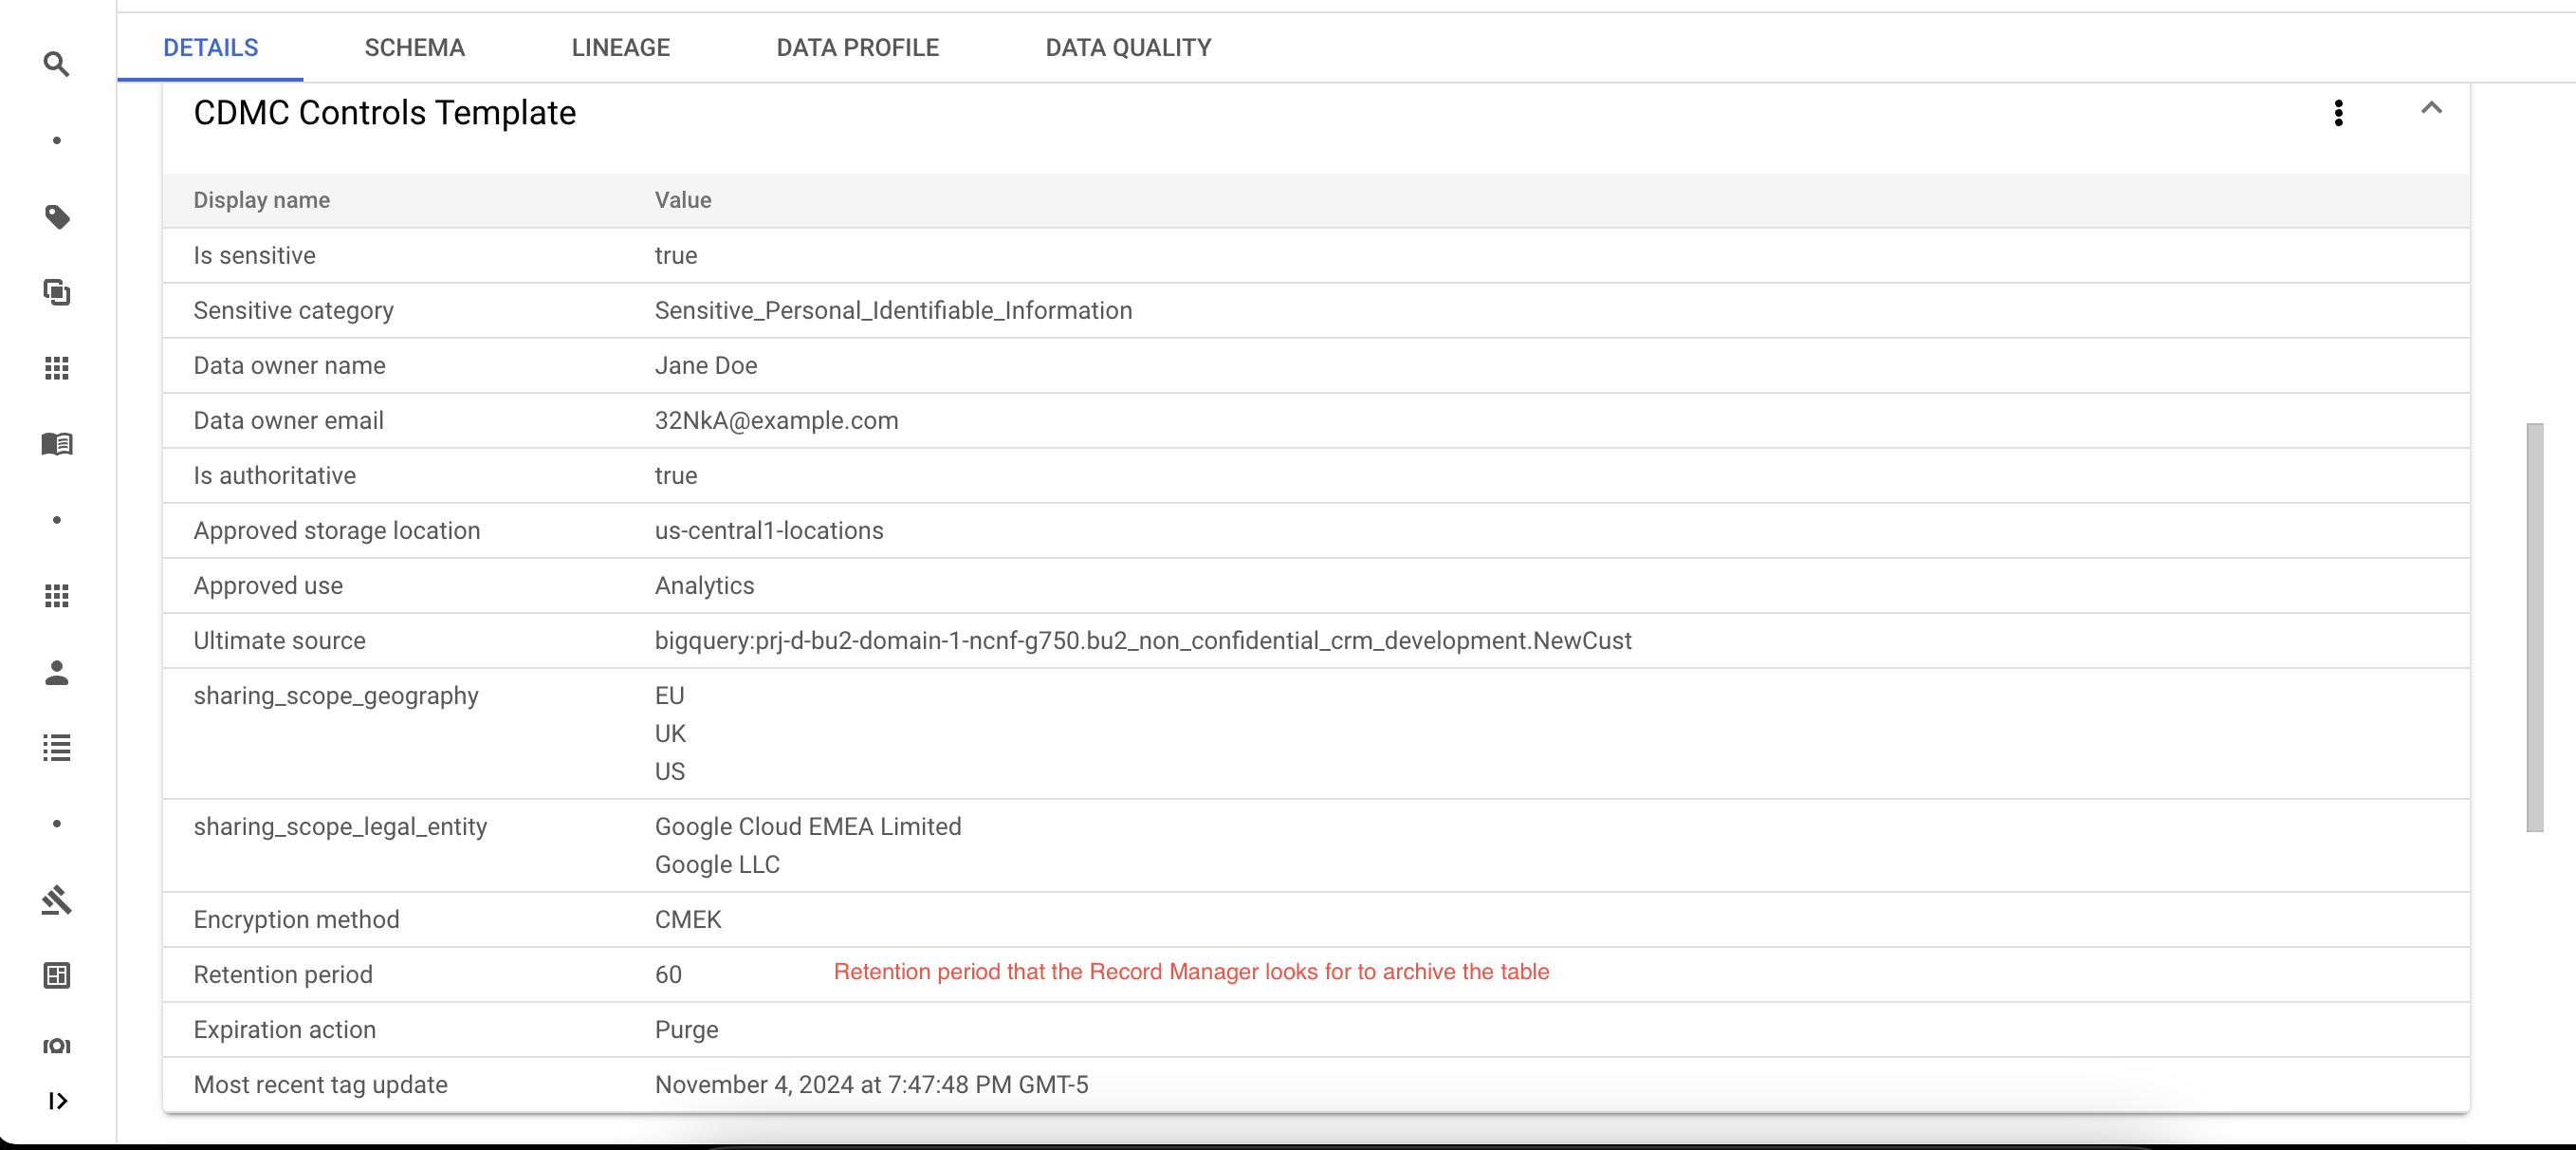 DETAILS SCHEMA LINEAGE DATA PROFILE DATA QUALITY
CDMC Controls Template
Display name Value
Is sensitive true
Sensitive category Sensitive_Personal_Identifiable_Information
Data owner name Jane Doe
Data owner email 32NkA@example.com
Is authoritative true
Approved storage location us-central1-locations
Approved use Analytics
Ultimate source bigquery:prj-d-bu2-domain-1-ncnf-g750.bu2_non_confidential_crm_development.NewCust
sharing_scope_geography EU
UK
US
sharing_scope_legal_entity Google Cloud EMEA Limited
Google LLC
Encryption method CMEK
Retention period 60 Retention period that the Record Manager looks for to archive the table
Expiration action Purge
Most recent tag update November 4, 2024 at 7:47:48 PM GMT-5